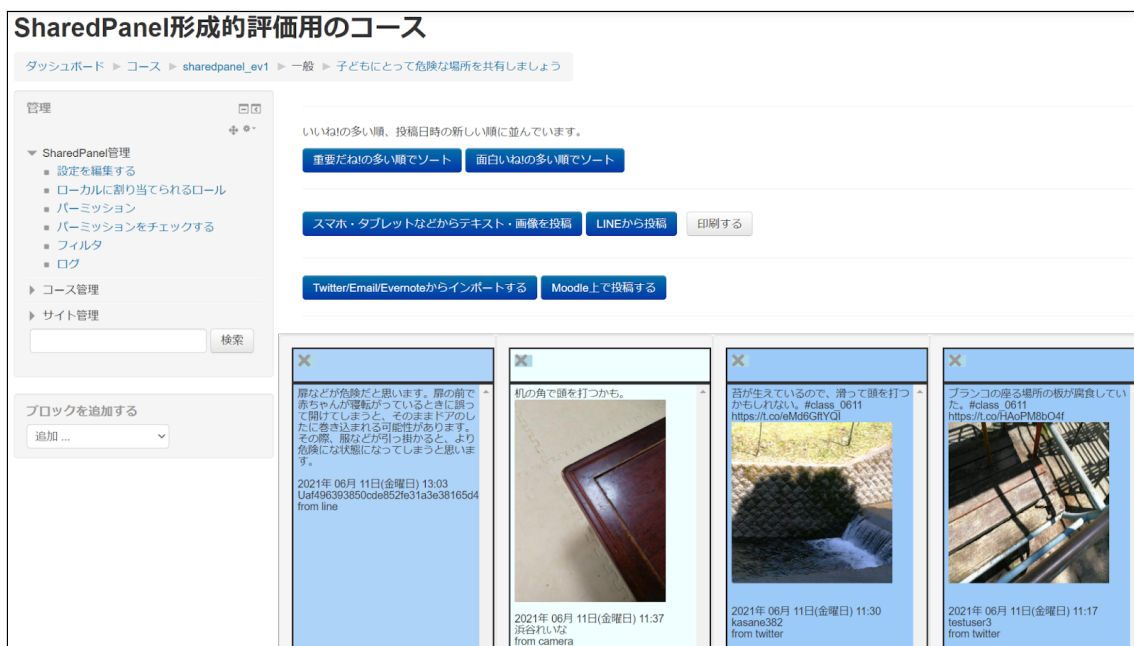 SharedPanel形成的評価用のコース
ダッシュボード ▶ コース ▶ sharedpanel_ev1 ▶ 一般 ▶ 子どもにとって危険な場所を共有しましょう
管理
SharedPanel管理
設定を編集する
ローカルに割り当てられるロール
パーミッション
パーミッションをチェックする
フィルタ
ログ
コース管理
サイト管理
検索
ブロックを追加する
追加 ...
いいね!の多い順、投稿日時の新しい順に並んでいます。
重要だね!の多い順でソート 面白いね!の多い順でソート
スマホ・タブレットなどからテキスト・画像を投稿 LINEから投稿 印刷する
Twitter/Email/Evernoteからインポートする Moodle上で投稿する
扉などが危険だと思います。扉の前で
赤ちゃんが寝転がっているときに誤っ
て開けてしまうと、そのままドアのし
たに巻き込まれる可能性があります。
その際、服などが引っ掛かると、より
危険にな状態になってしまうと思いま
す。
2021年 06月 11日(金曜日) 13:03
Uaf496393850cde852fe31a3e38165d4
from line
机の角で頭を打つかも。
2021年 06月 11日(金曜日) 11:37
浜谷れいな
from camera
苔が生えているので、滑って頭を打つ
かもしれない。#class_0611
https://t.co/eMd6GftYQl
2021年 06月 11日(金曜日) 11:30
kasane382
from twitter
ブランコの座る場所の板が腐食してい
た。#class_0611
https://t.co/HAoPM8bO4f
2021年 06月 11日(金曜日) 11:17
testuser3
from twitter